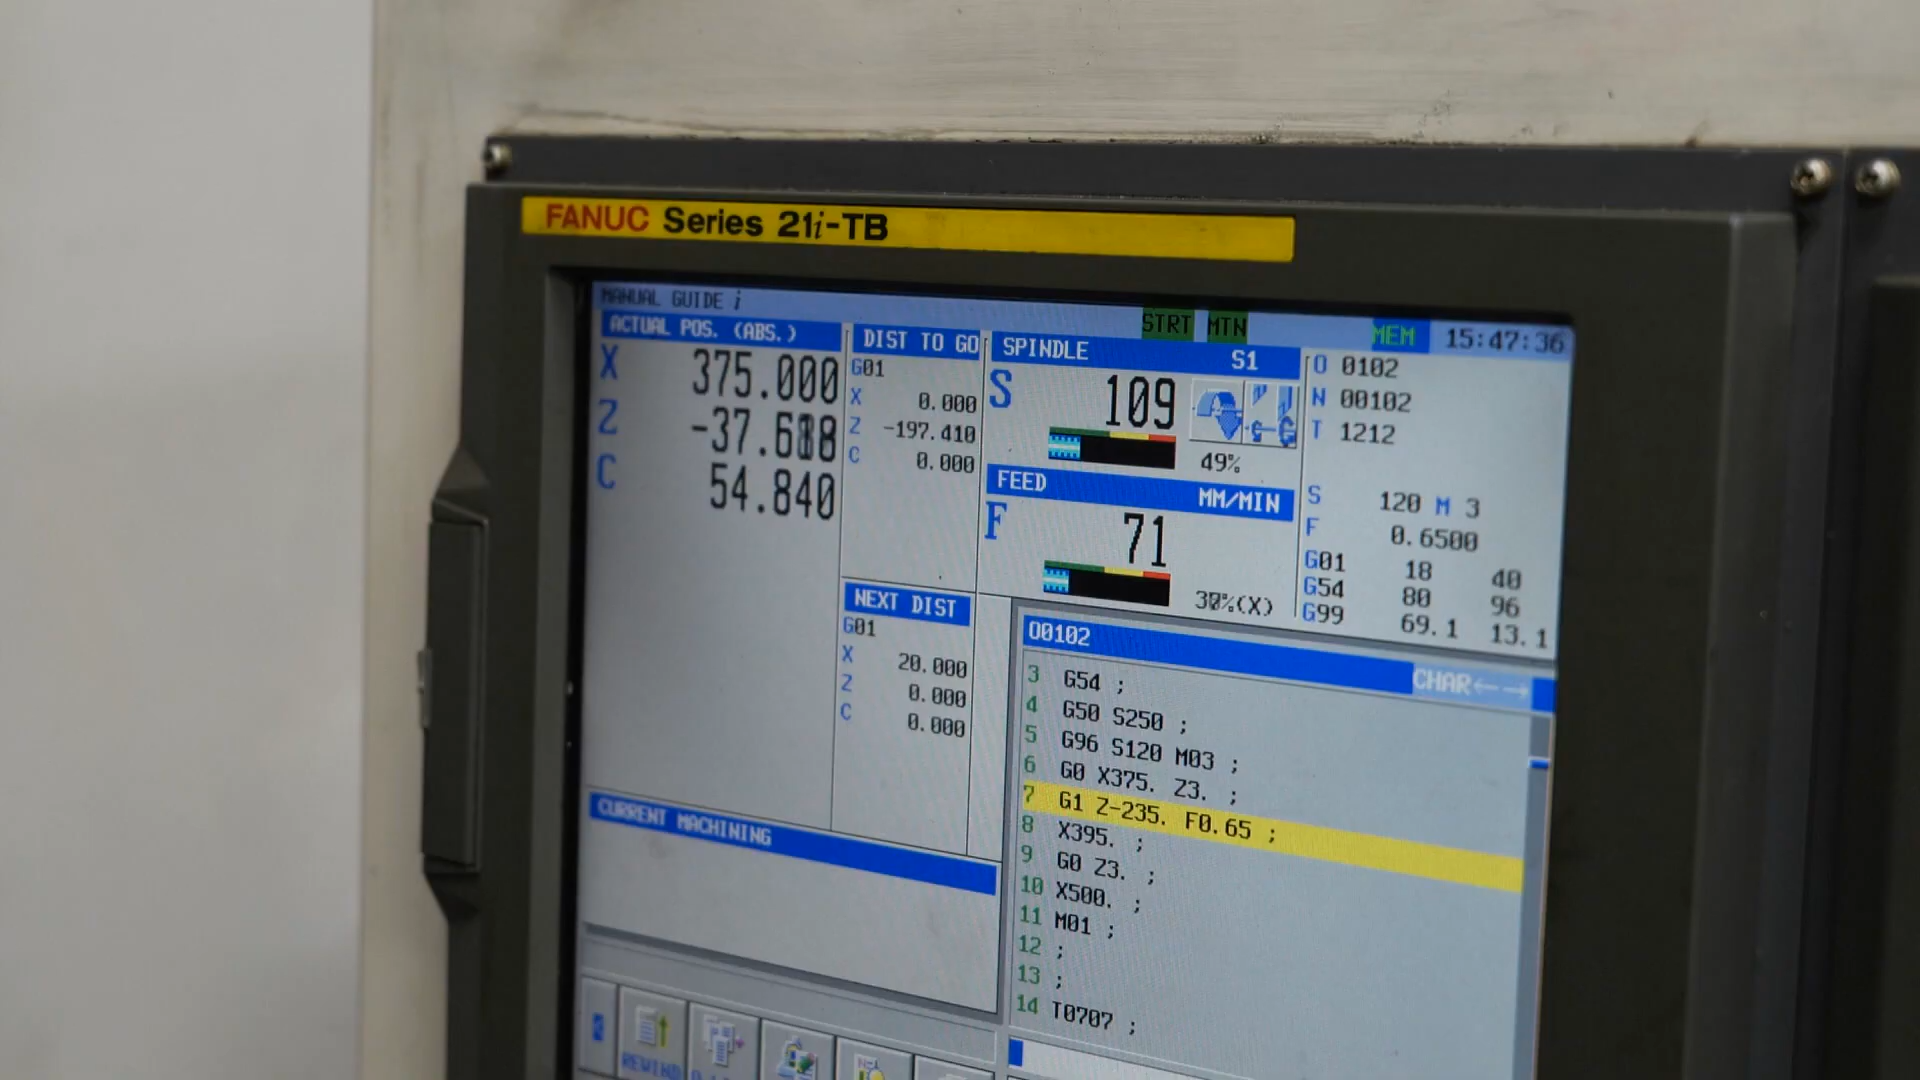 FANUC Series 21i-TB
MANUAL GUIDE i
STRT MTN MEM 15:47:36
ACTUAL POS. (ABS.)
X 375.000
Z
C 54.840
DIST TO GO
G01
X 0.000
Z -197.410
C 0.000
NEXT DIST
G01
X 20.000
Z 0.000
C 0.000
SPINDLE S1
S 109
49%
FEED MM/MIN
F 71
30%(X)
O 0102
N 00102
T 1212
S 120 M 3
F 0.6500
G01 18 40
G54 80 96
G99 69.1 13.1
O0102
CHAR←→
3 G54 ;
4 G50 S250 ;
5 G96 S120 M03 ;
6 G0 X375. Z3. ;
7 G1 Z-235. F0.65 ;
8 X395. ;
9 G0 Z3. ;
10 X500. ;
11 M01 ;
12 ;
13 ;
14 T0707 ;
CURRENT MACHINING
REWIND